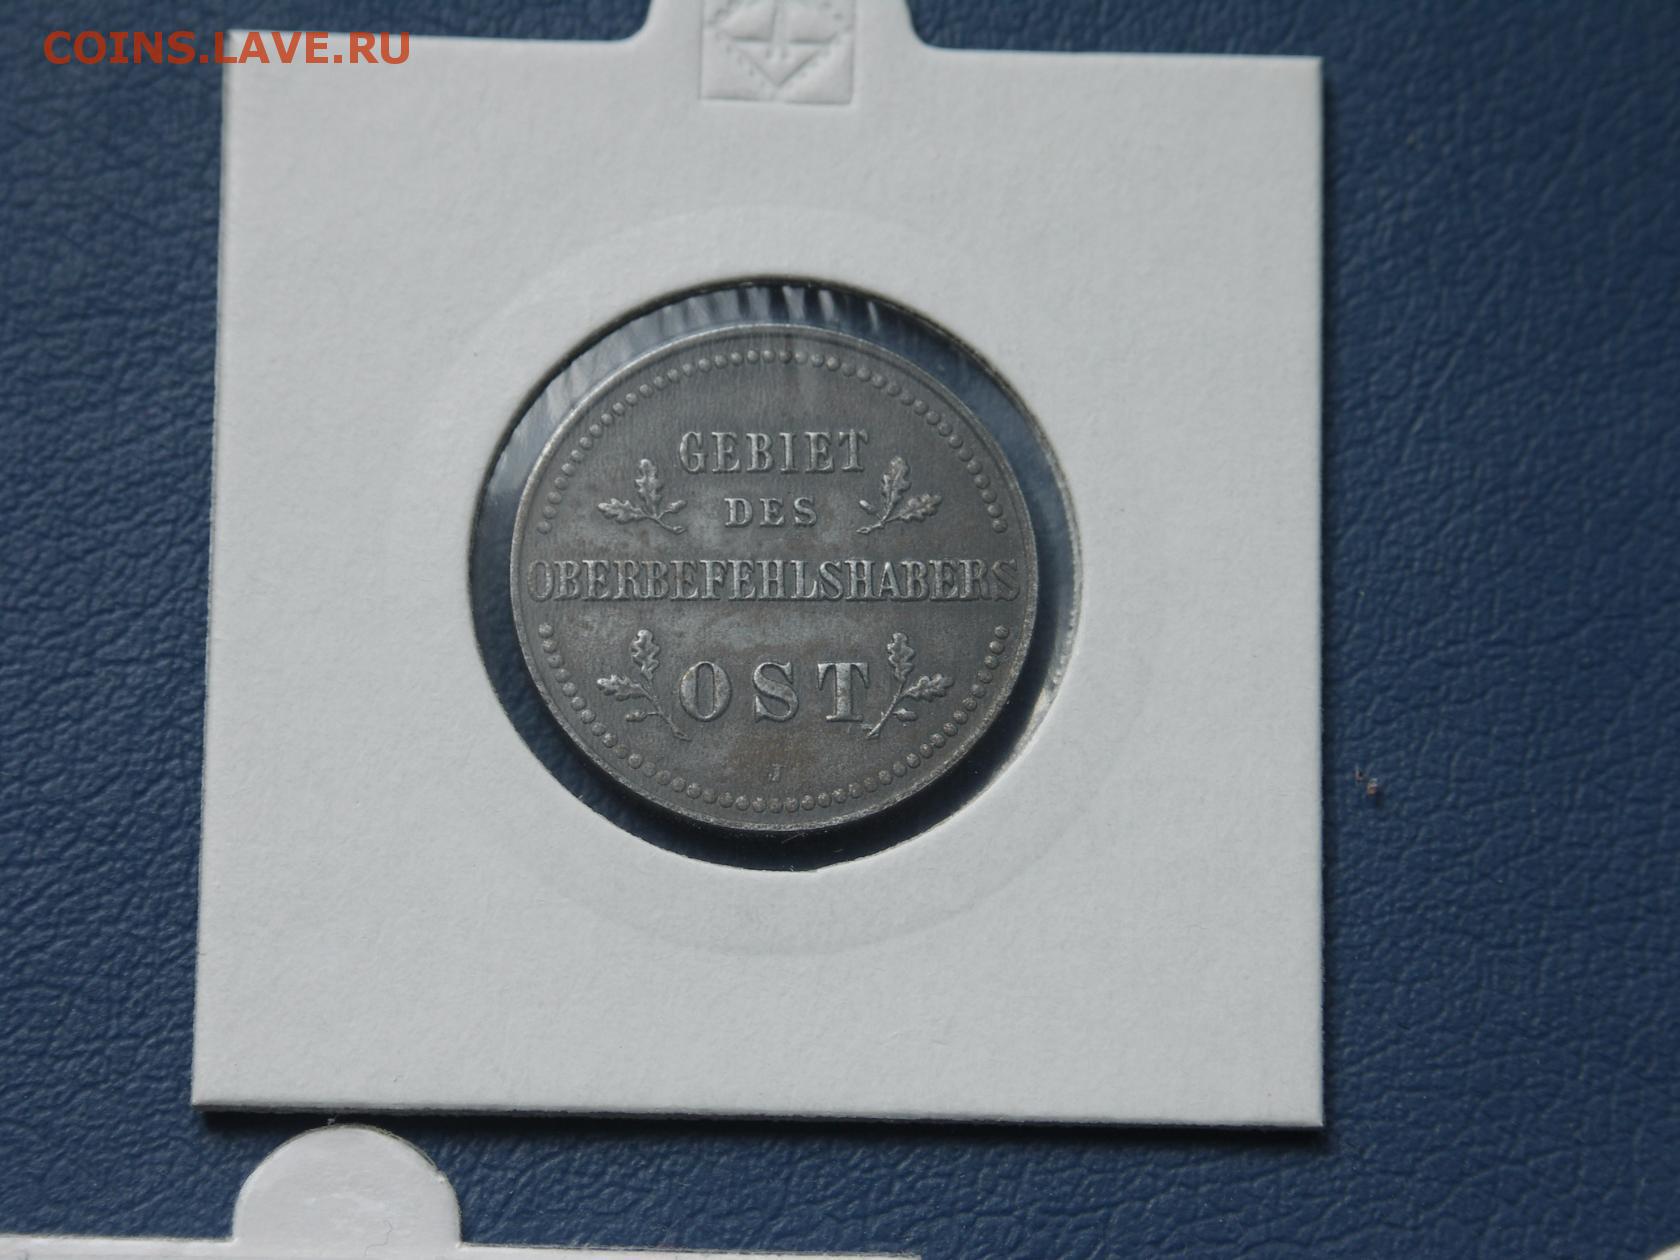 COINS.LAVE.RU
GEBIET
DES
OBERBEFEHLSHABERS
OST
J